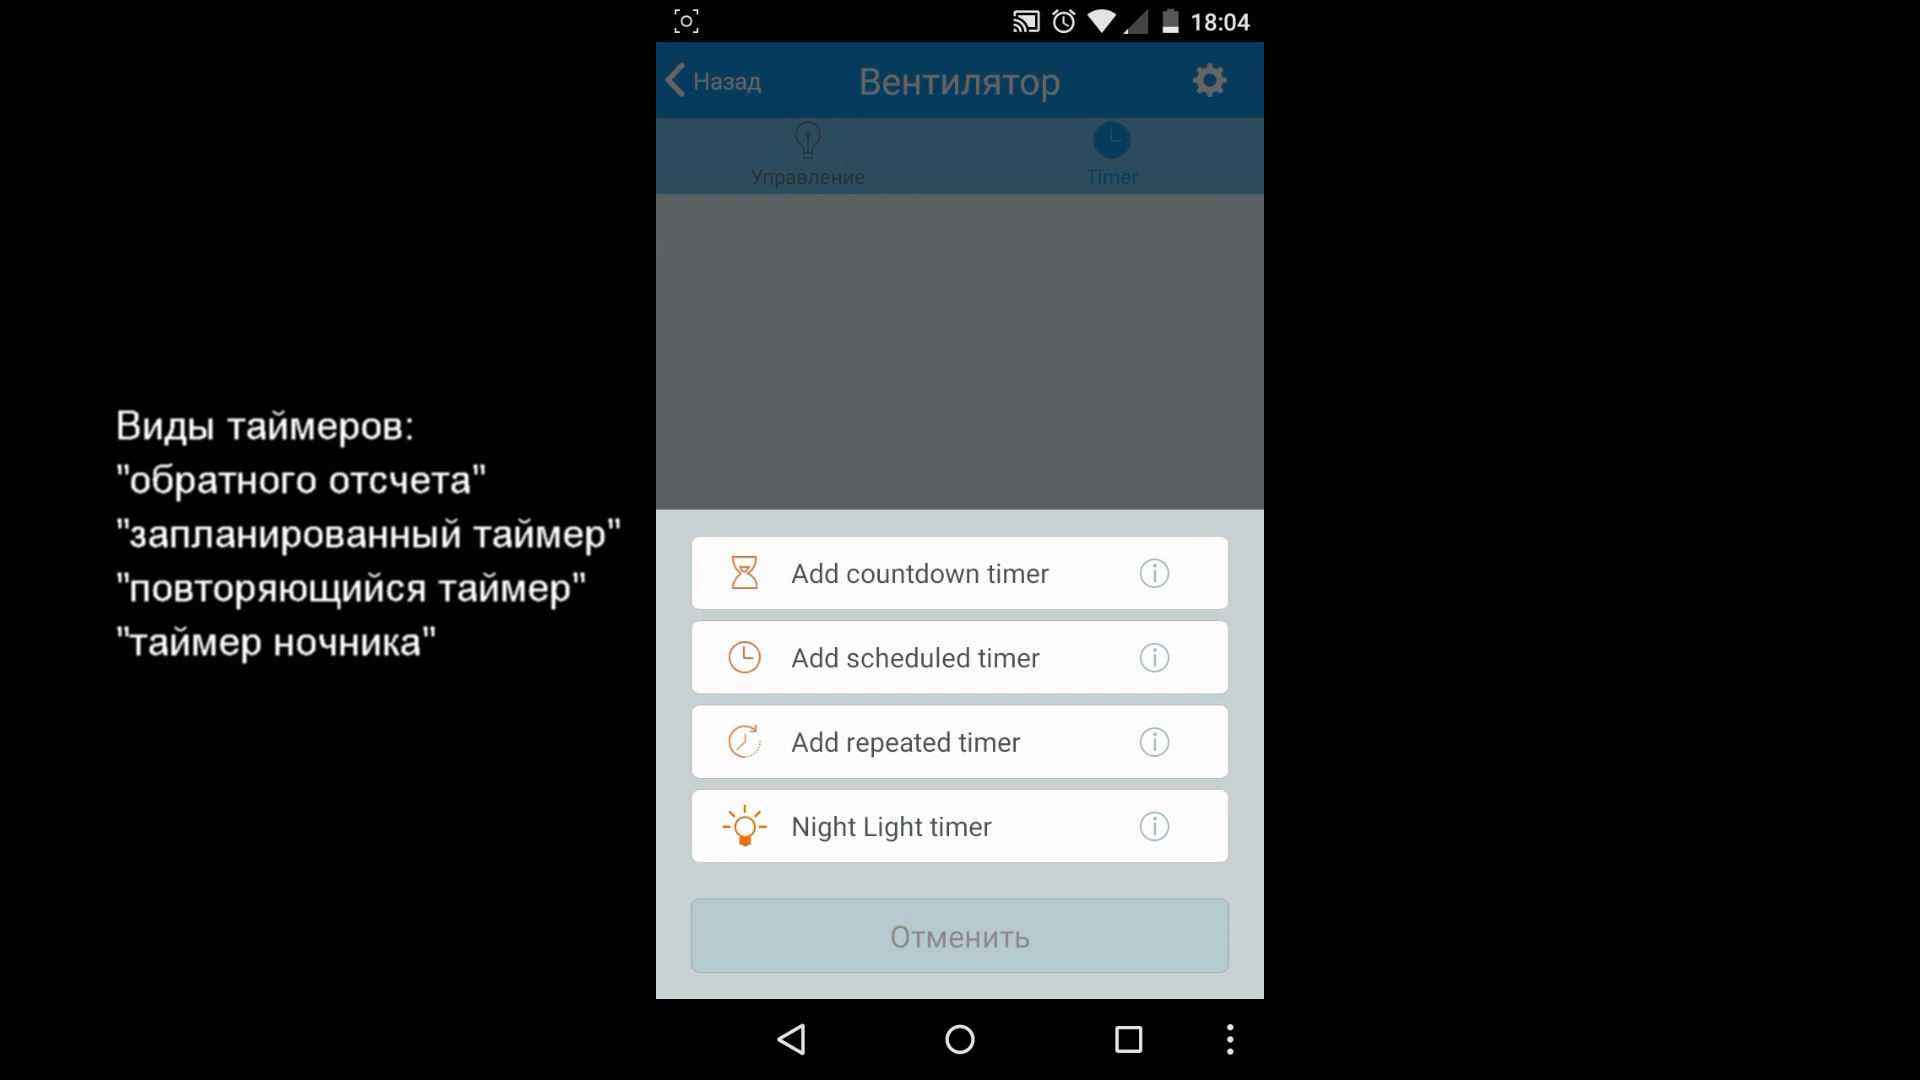 18:04
Назад
Вентилятор
Управление
Timer
Виды таймеров:
"обратного отсчета"
"запланированный таймер"
"повторяющийся таймер"
"таймер ночника"
Add countdown timer
Add scheduled timer
Add repeated timer
Night Light timer
Отменить